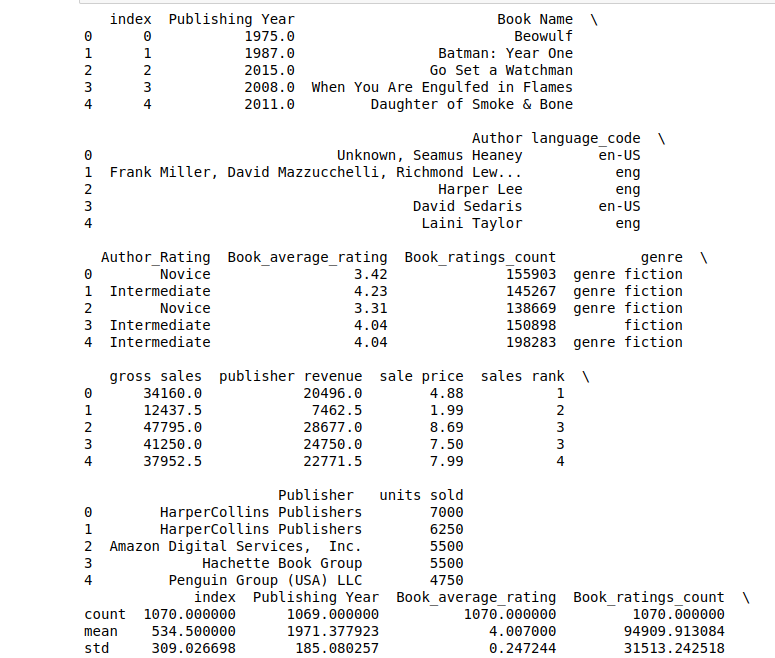 index Publishing Year Book Name \
0 0 1975.0 Beowulf
1 1 1987.0 Batman: Year One
2 2 2015.0 Go Set a Watchman
3 3 2008.0 When You Are Engulfed in Flames
4 4 2011.0 Daughter of Smoke & Bone
Author language_code \
0 Unknown, Seamus Heaney en-US
1 Frank Miller, David Mazzucchelli, Richmond Lew... eng
2 Harper Lee eng
3 David Sedaris en-US
4 Laini Taylor eng
Author_Rating Book_average_rating Book_ratings_count genre \
0 Novice 3.42 155903 genre fiction
1 Intermediate 4.23 145267 genre fiction
2 Novice 3.31 138669 genre fiction
3 Intermediate 4.04 150898 fiction
4 Intermediate 4.04 198283 genre fiction
gross sales publisher revenue sale price sales rank \
0 34160.0 20496.0 4.88 1
1 12437.5 7462.5 1.99 2
2 47795.0 28677.0 8.69 3
3 41250.0 24750.0 7.50 3
4 37952.5 22771.5 7.99 4
Publisher units sold
0 HarperCollins Publishers 7000
1 HarperCollins Publishers 6250
2 Amazon Digital Services, Inc. 5500
3 Hachette Book Group 5500
4 Penguin Group (USA) LLC 4750
index Publishing Year Book_average_rating Book_ratings_count \
count 1070.000000 1069.000000 1070.000000 1070.000000
mean 534.500000 1971.377923 4.007000 94909.913084
std 309.026698 185.080257 0.247244 31513.242518